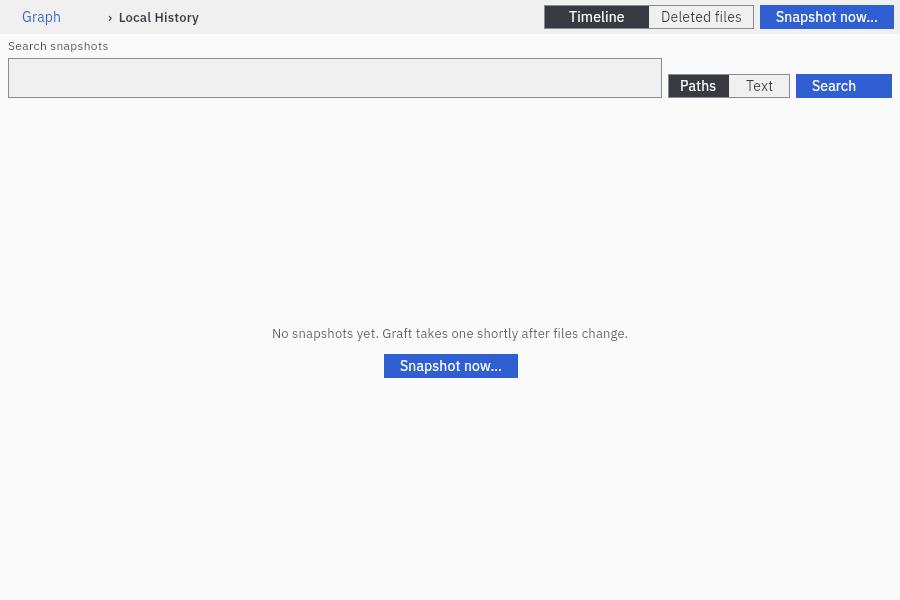 Graph › Local History Timeline Deleted files Snapshot now...
Search snapshots
Paths Text Search
No snapshots yet. Graft takes one shortly after files change.
Snapshot now...